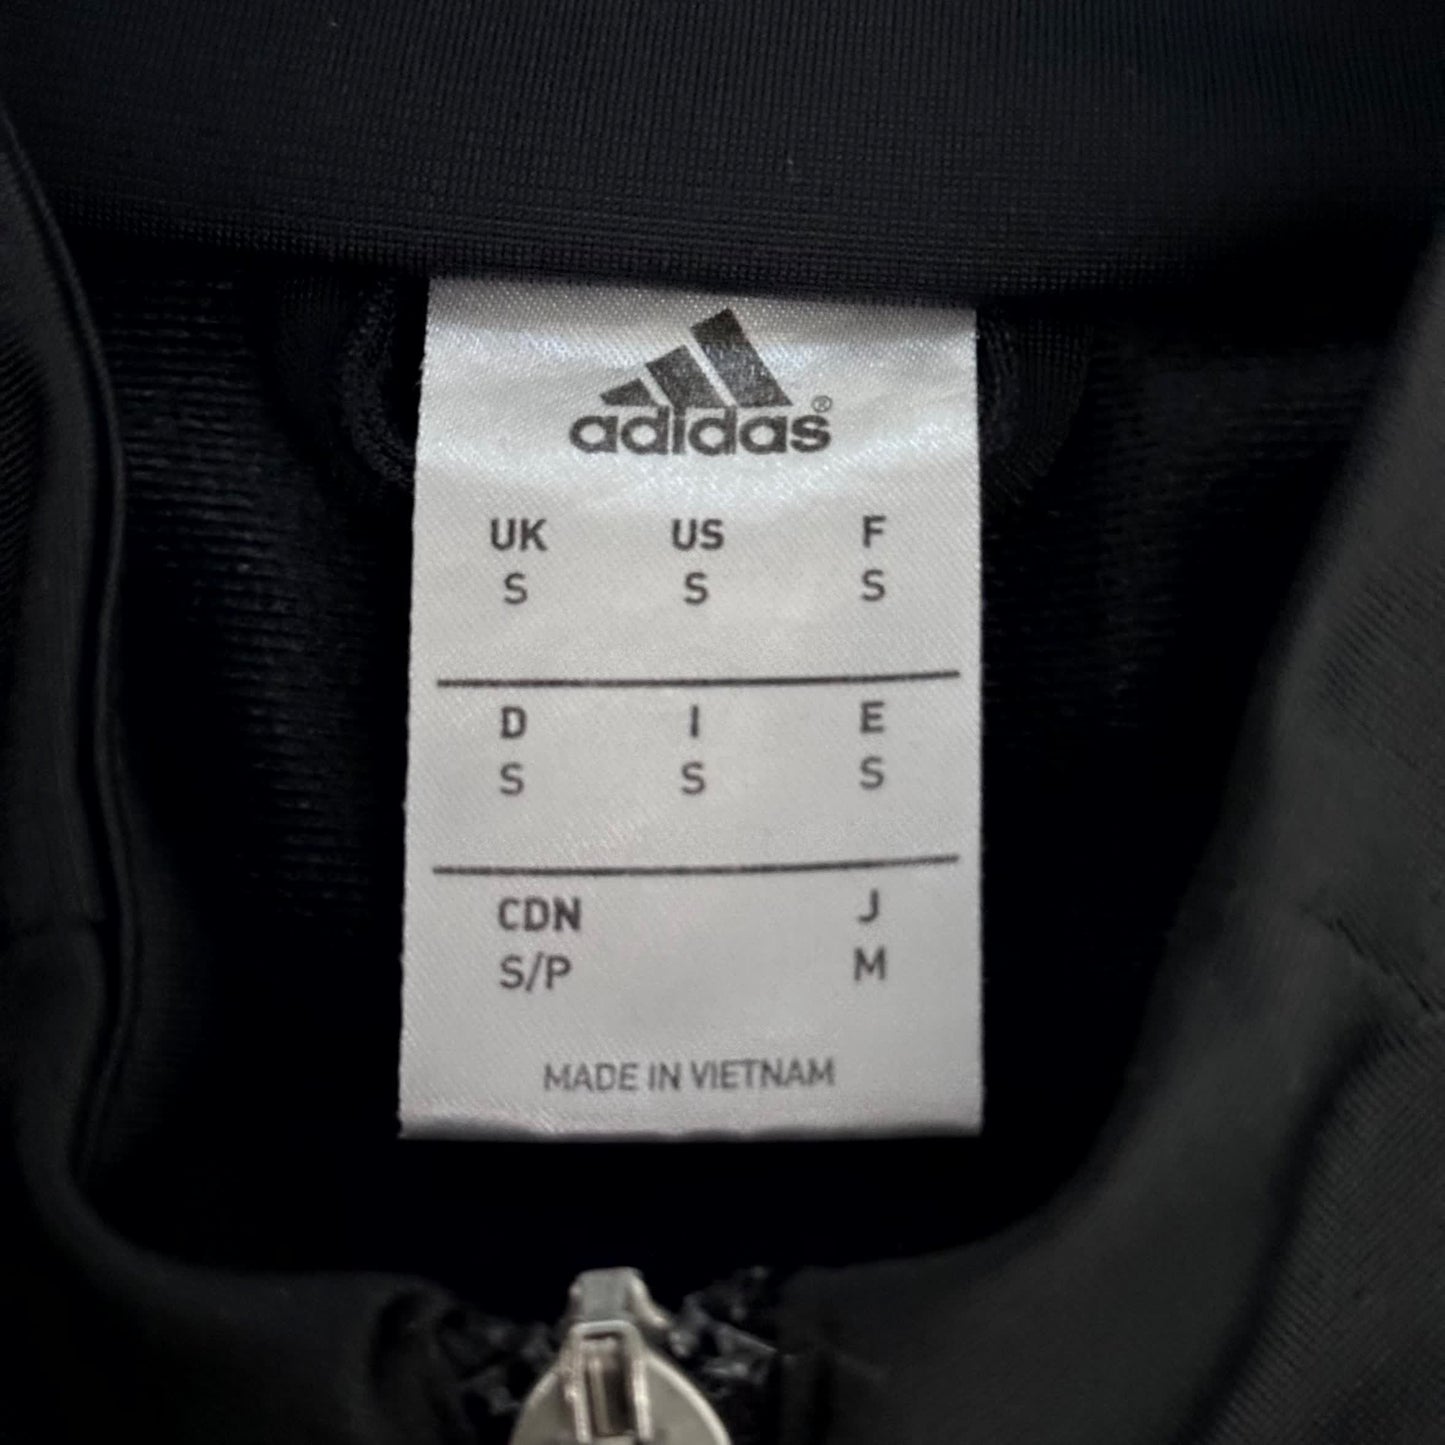 adidas®
UK US F
S S S
D I E
S S S
CDN J
S/P M
MADE IN VIETNAM